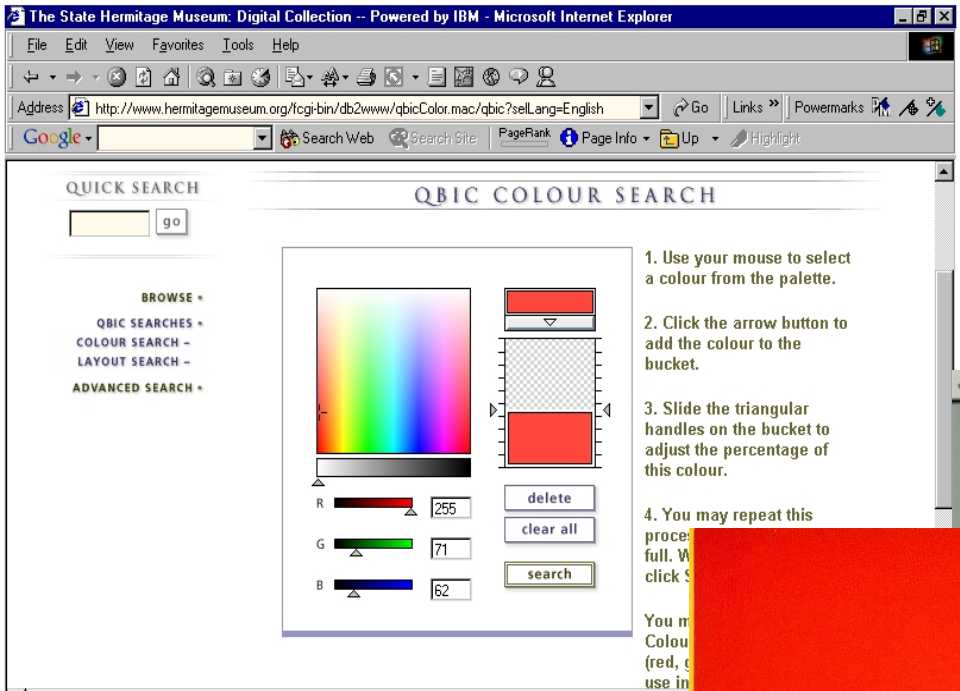 The State Hermitage Museum: Digital Collection -- Powered by IBM - Microsoft Internet Explorer
File Edit View Favorites Tools Help
Address http://www.hermitagemuseum.org/fcgi-bin/db2www/qbicColor.mac/qbic?selLang=English Go Links » Powermarks
Google Search Web Search Site PageRank Page Info Up Highlight
QUICK SEARCH
go
BROWSE
QBIC SEARCHES
COLOUR SEARCH –
LAYOUT SEARCH –
ADVANCED SEARCH
QBIC COLOUR SEARCH
R 255
G 71
B 62
delete
clear all
search
1. Use your mouse to select
a colour from the palette.
2. Click the arrow button to
add the colour to the
bucket.
3. Slide the triangular
handles on the bucket to
adjust the percentage of
this colour.
4. You may repeat this
full. W
click S
You m
Colou
(red, g
use in